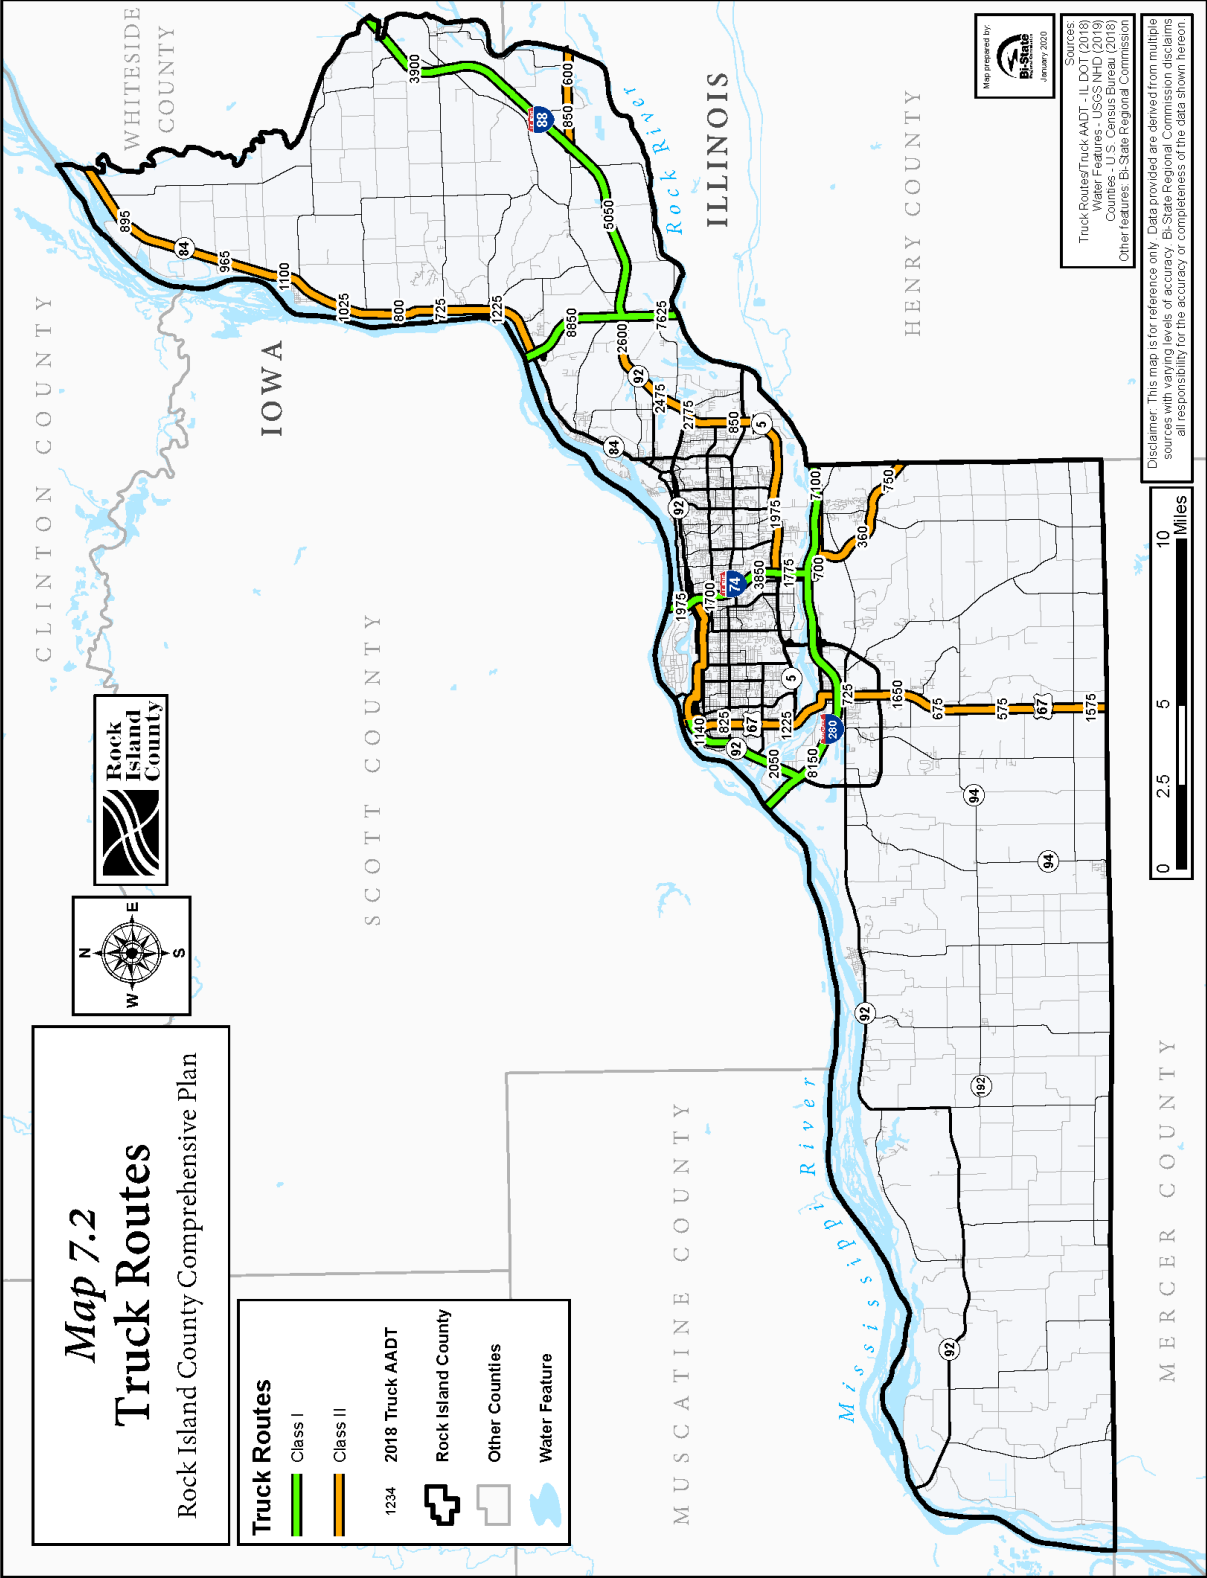 Map 7.2
Truck Routes
Rock Island County Comprehensive Plan
N
W
E
S
Rock
Island
County
Truck Routes
Class I
Class II
1234
2018 Truck AADT
Rock Island County
Other Counties
Water Feature
CLINTON COUNTY
WHITESIDE
COUNTY
SCOTT COUNTY
MUSCATINE COUNTY
MERCER COUNTY
HENRY COUNTY
IOWA
ILLINOIS
Mississippi River
Rock River
895
84
965
1100
1025
800
725
1225
3900
88
850
600
5050
8850
7625
2600
92
2475
2775
850
5
84
92
1975
7100
750
360
700
1775
3850
74
1700
1975
5
1140
825
67
1225
92
2050
8150
280
725
1650
675
575
67
1575
94
94
92
192
92
0
2.5
5
10
Miles
Map prepared by:
Bi-State
January 2020
Sources:
Truck Routes/Truck AADT - IL DOT (2018)
Water Features - USGS NHD (2019)
Counties - U.S. Census Bureau (2018)
Other features: Bi-State Regional Commission
Disclaimer: This map is for reference only. Data provided are derived from multiple
sources with varying levels of accuracy. Bi-State Regional Commission disclaims
all responsibility for the accuracy or completeness of the data shown hereon.